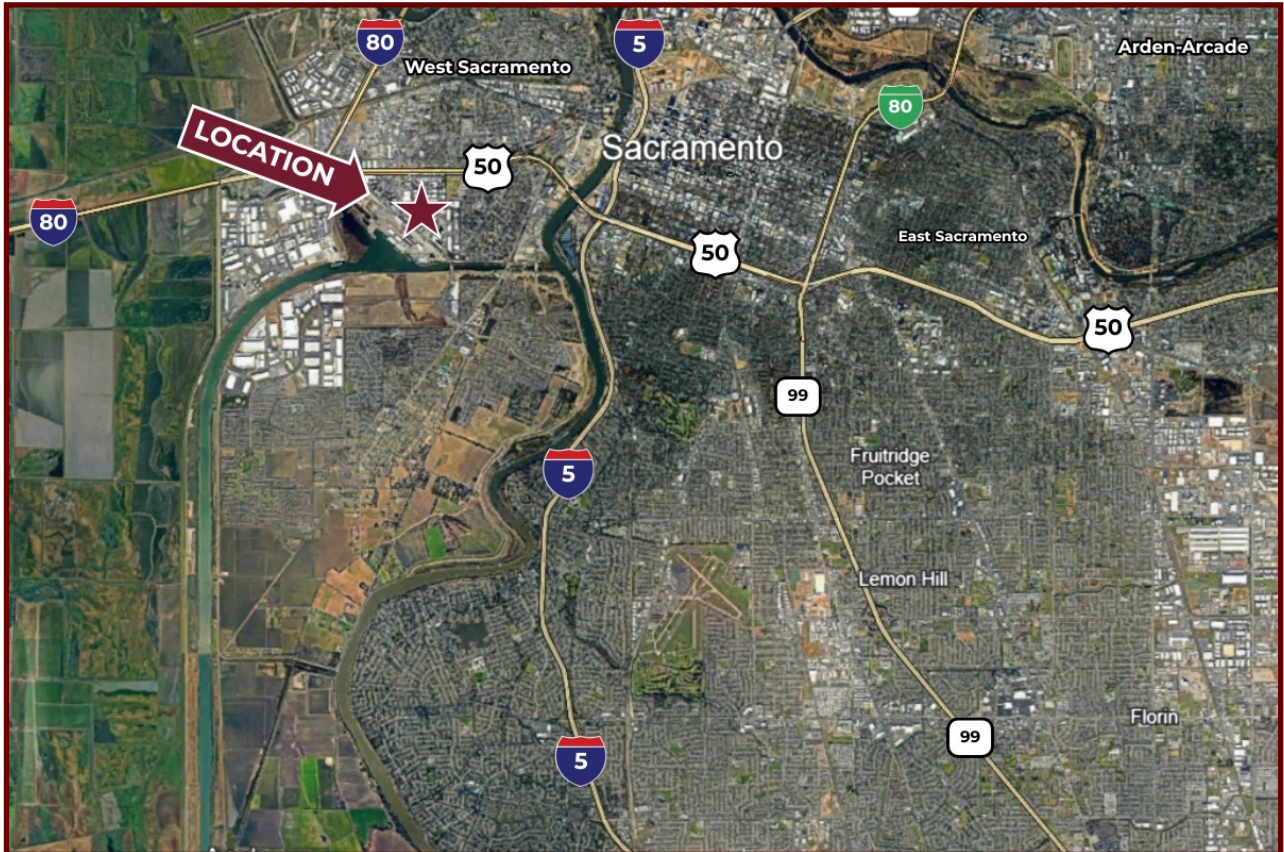 80
5
Arden-Arcade
West Sacramento
80
LOCATION
Sacramento
50
80
East Sacramento
50
50
99
Fruitridge
Pocket
5
Lemon Hill
Florin
99
5